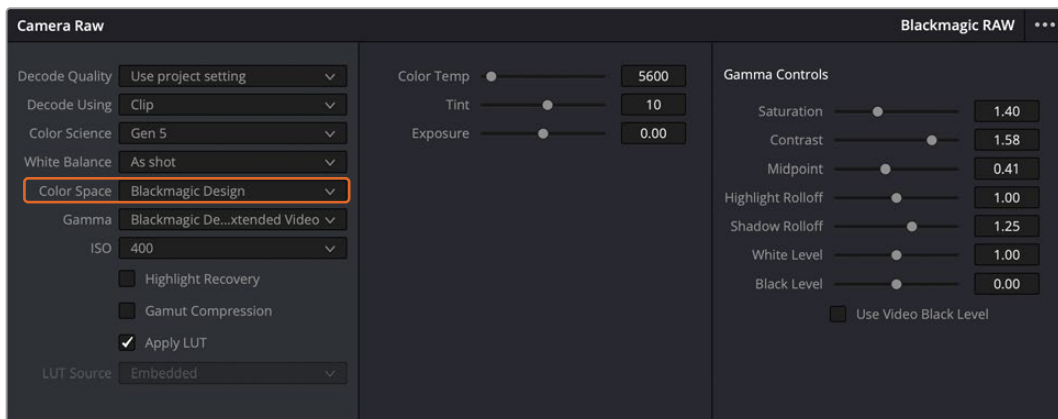 Camera Raw
Blackmagic RAW
Decode Quality Use project setting
Decode Using Clip
Color Science Gen 5
White Balance As shot
Color Space Blackmagic Design
Gamma Blackmagic De...xtended Video
ISO 400
Highlight Recovery
Gamut Compression
Apply LUT
LUT Source Embedded
Color Temp 5600
Tint 10
Exposure 0.00
Gamma Controls
Saturation 1.40
Contrast 1.58
Midpoint 0.41
Highlight Rolloff 1.00
Shadow Rolloff 1.25
White Level 1.00
Black Level 0.00
Use Video Black Level